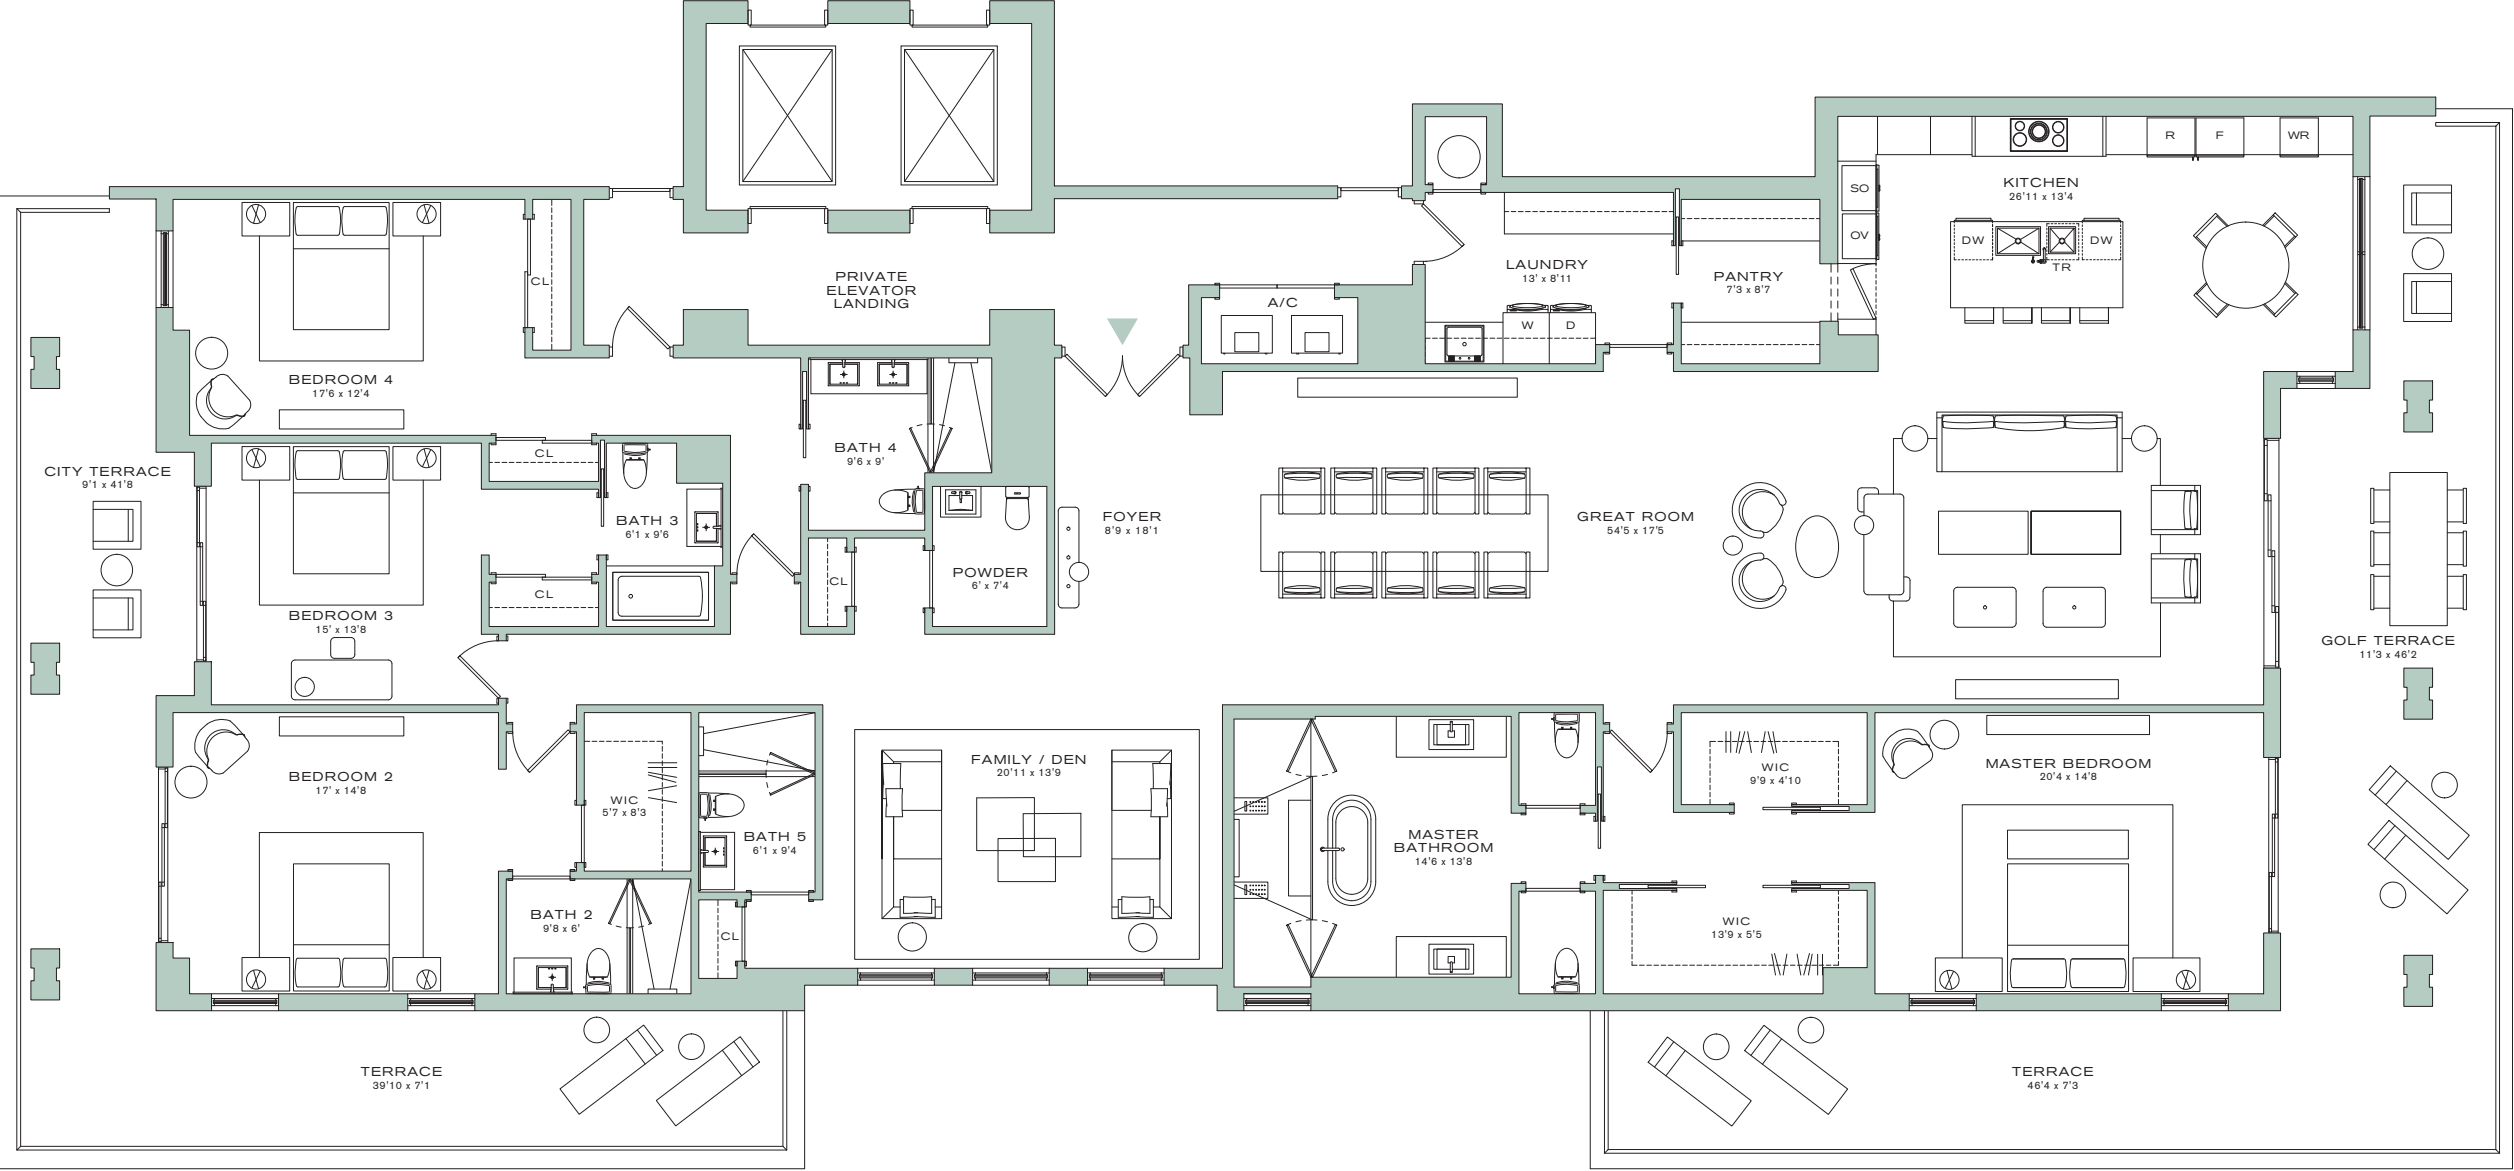 R
F
WR
SO
KITCHEN
26'11 x 13'4
OV
DW
DW
TR
LAUNDRY
13' x 8'11
PANTRY
7'3 x 8'7
PRIVATE
ELEVATOR
LANDING
CL
A/C
W
D
BEDROOM 4
17'6 x 12'4
BATH 4
9'6 x 9'
CL
CITY TERRACE
9'1 x 41'8
BATH 3
6'1 x 9'6
FOYER
8'9 x 18'1
GREAT ROOM
54'5 x 17'5
POWDER
6' x 7'4
CL
CL
BEDROOM 3
15' x 13'8
GOLF TERRACE
11'3 x 46'2
BEDROOM 2
17' x 14'8
FAMILY / DEN
20'11 x 13'9
WIC
9'9 x 4'10
MASTER BEDROOM
20'4 x 14'8
WIC
5'7 x 8'3
BATH 5
6'1 x 9'4
MASTER
BATHROOM
14'6 x 13'8
BATH 2
9'8 x 6'
CL
WIC
13'9 x 5'5
TERRACE
39'10 x 7'1
TERRACE
46'4 x 7'3